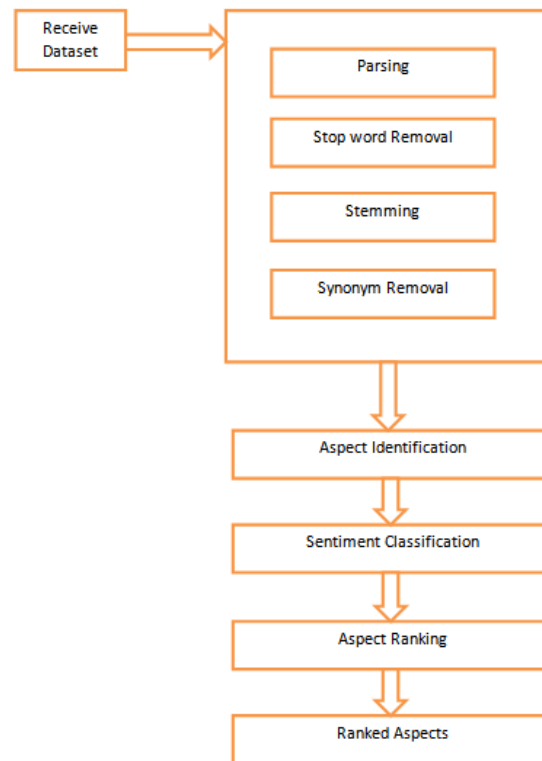 Receive
Dataset
Parsing
Stop word Removal
Stemming
Synonym Removal
Aspect Identification
Sentiment Classification
Aspect Ranking
Ranked Aspects